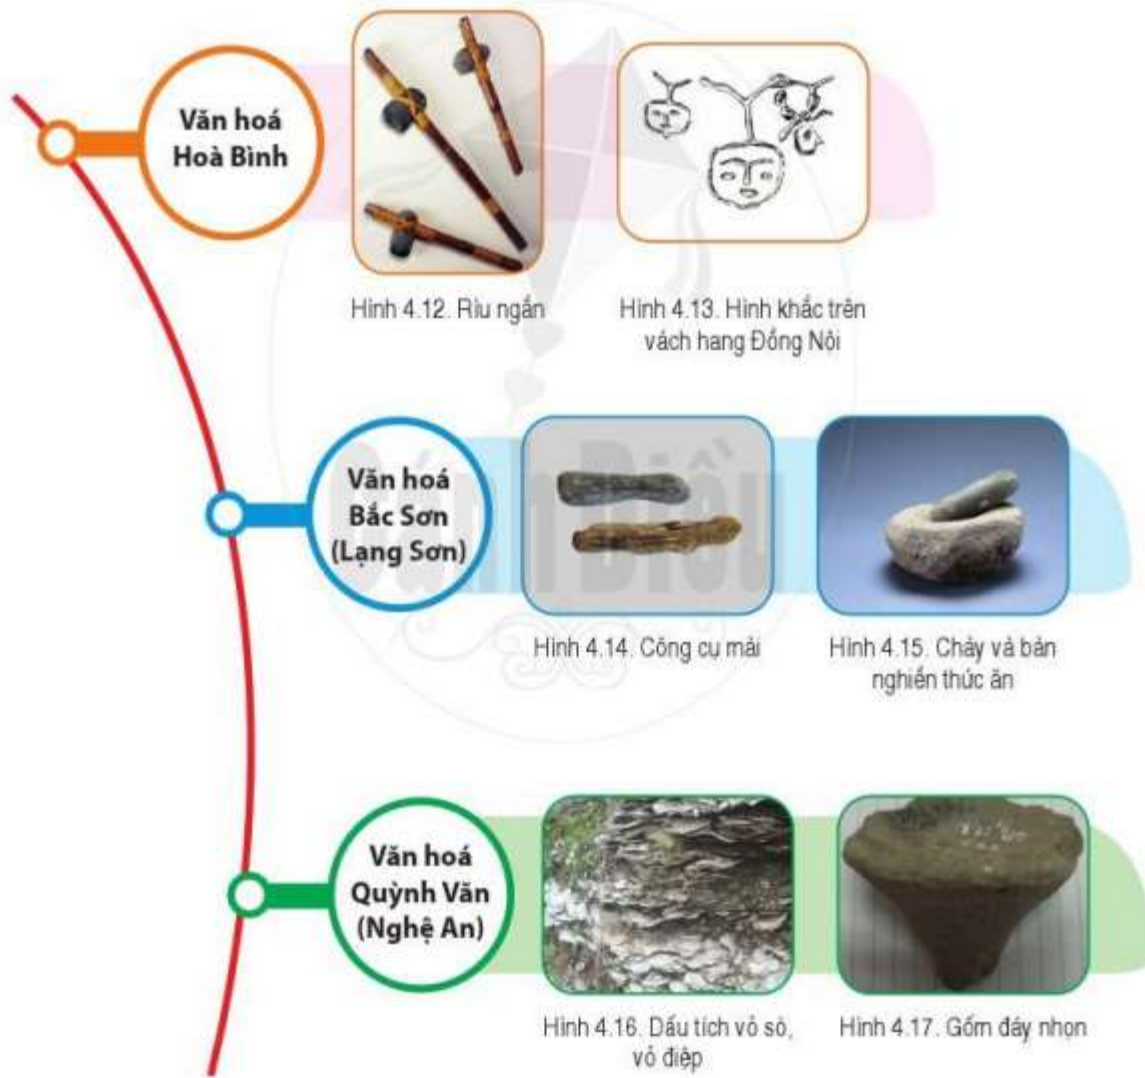 Văn hoá
Hoà Bình
Hình 4.12. Rìu ngắn
Hình 4.13. Hình khắc trên
vách hang Đồng Nội
Văn hoá
Bắc Sơn
(Lạng Sơn)
Cánh Diều
Hình 4.14. Công cụ mài
Hình 4.15. Chày và bàn
nghiền thức ăn
Văn hoá
Quỳnh Văn
(Nghệ An)
Hình 4.16. Dấu tích vỏ sò,
vỏ điệp
Hình 4.17. Gốm đáy nhọn